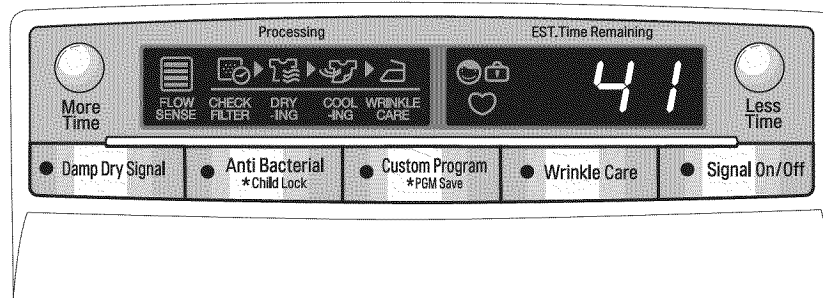 Processing
EST.Time Remaining
More
Time
FLOW
SENSE
CHECK
FILTER
DRY
-ING
COOL
-ING
WRINKLE
CARE
41
Less
Time
Damp Dry Signal
Anti Bacterial
*Child Lock
Custom Program
*PGM Save
Wrinkle Care
Signal On/Off